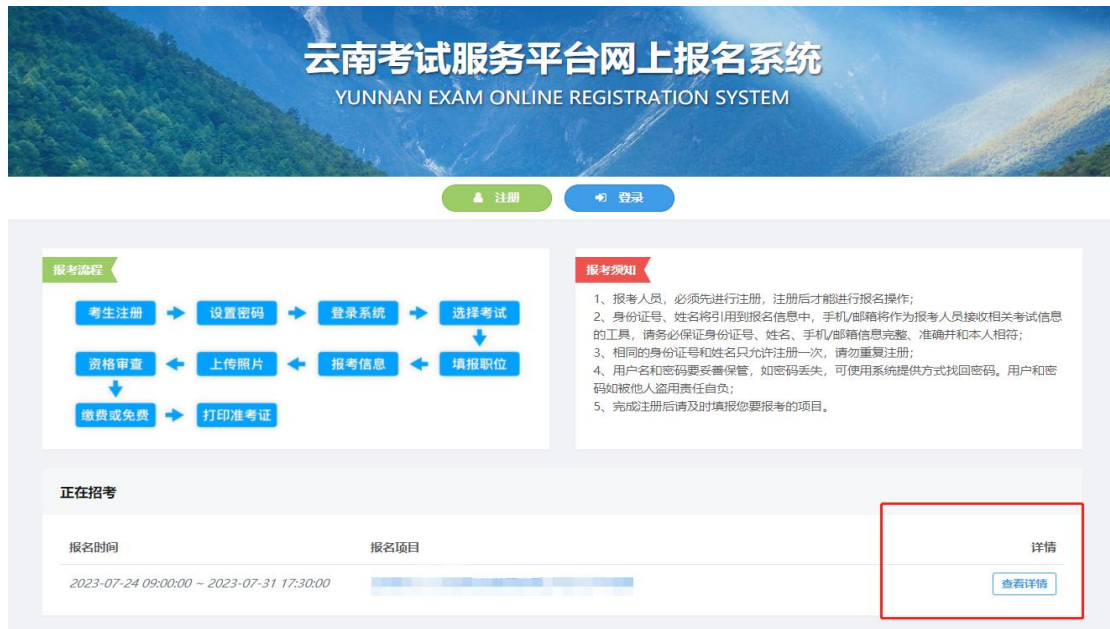 云南考试服务平台网上报名系统
YUNNAN EXAM ONLINE REGISTRATION SYSTEM
注册
登录
报考流程
考生注册
设置密码
登录系统
选择考试
资格审查
上传照片
报考信息
填报职位
缴费或免费
打印准考证
报考须知
1、报考人员，必须先进行注册，注册后才能进行报名操作；
2、身份证号、姓名将引用到报名信息中，手机/邮箱将作为报考人员接收相关考试信息
的工具，请务必保证身份证号、姓名、手机/邮箱信息完整、准确并和本人相符；
3、相同的身份证号和姓名只允许注册一次，请勿重复注册；
4、用户名和密码要妥善保管，如密码丢失，可使用系统提供方式找回密码。用户和密
码如被他人盗用责任自负；
5、完成注册后请及时填报您要报考的项目。
正在招考
报名时间
报名项目
详情
2023-07-24 09:00:00 ~ 2023-07-31 17:30:00
查看详情